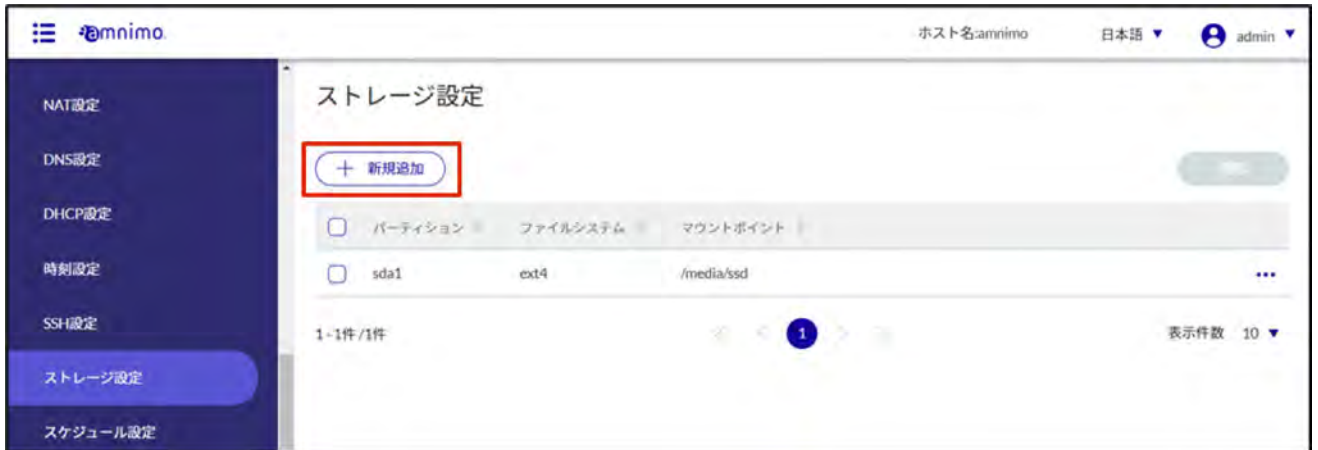 amnimo
ホスト名:amnimo
日本語
admin
NAT設定
DNS設定
DHCP設定
時刻設定
SSH設定
ストレージ設定
スケジュール設定
ストレージ設定
+ 新規追加
パーティション ファイルシステム マウントポイント
sda1 ext4 /media/ssd
1 - 1件 / 1件
1
表示件数 10